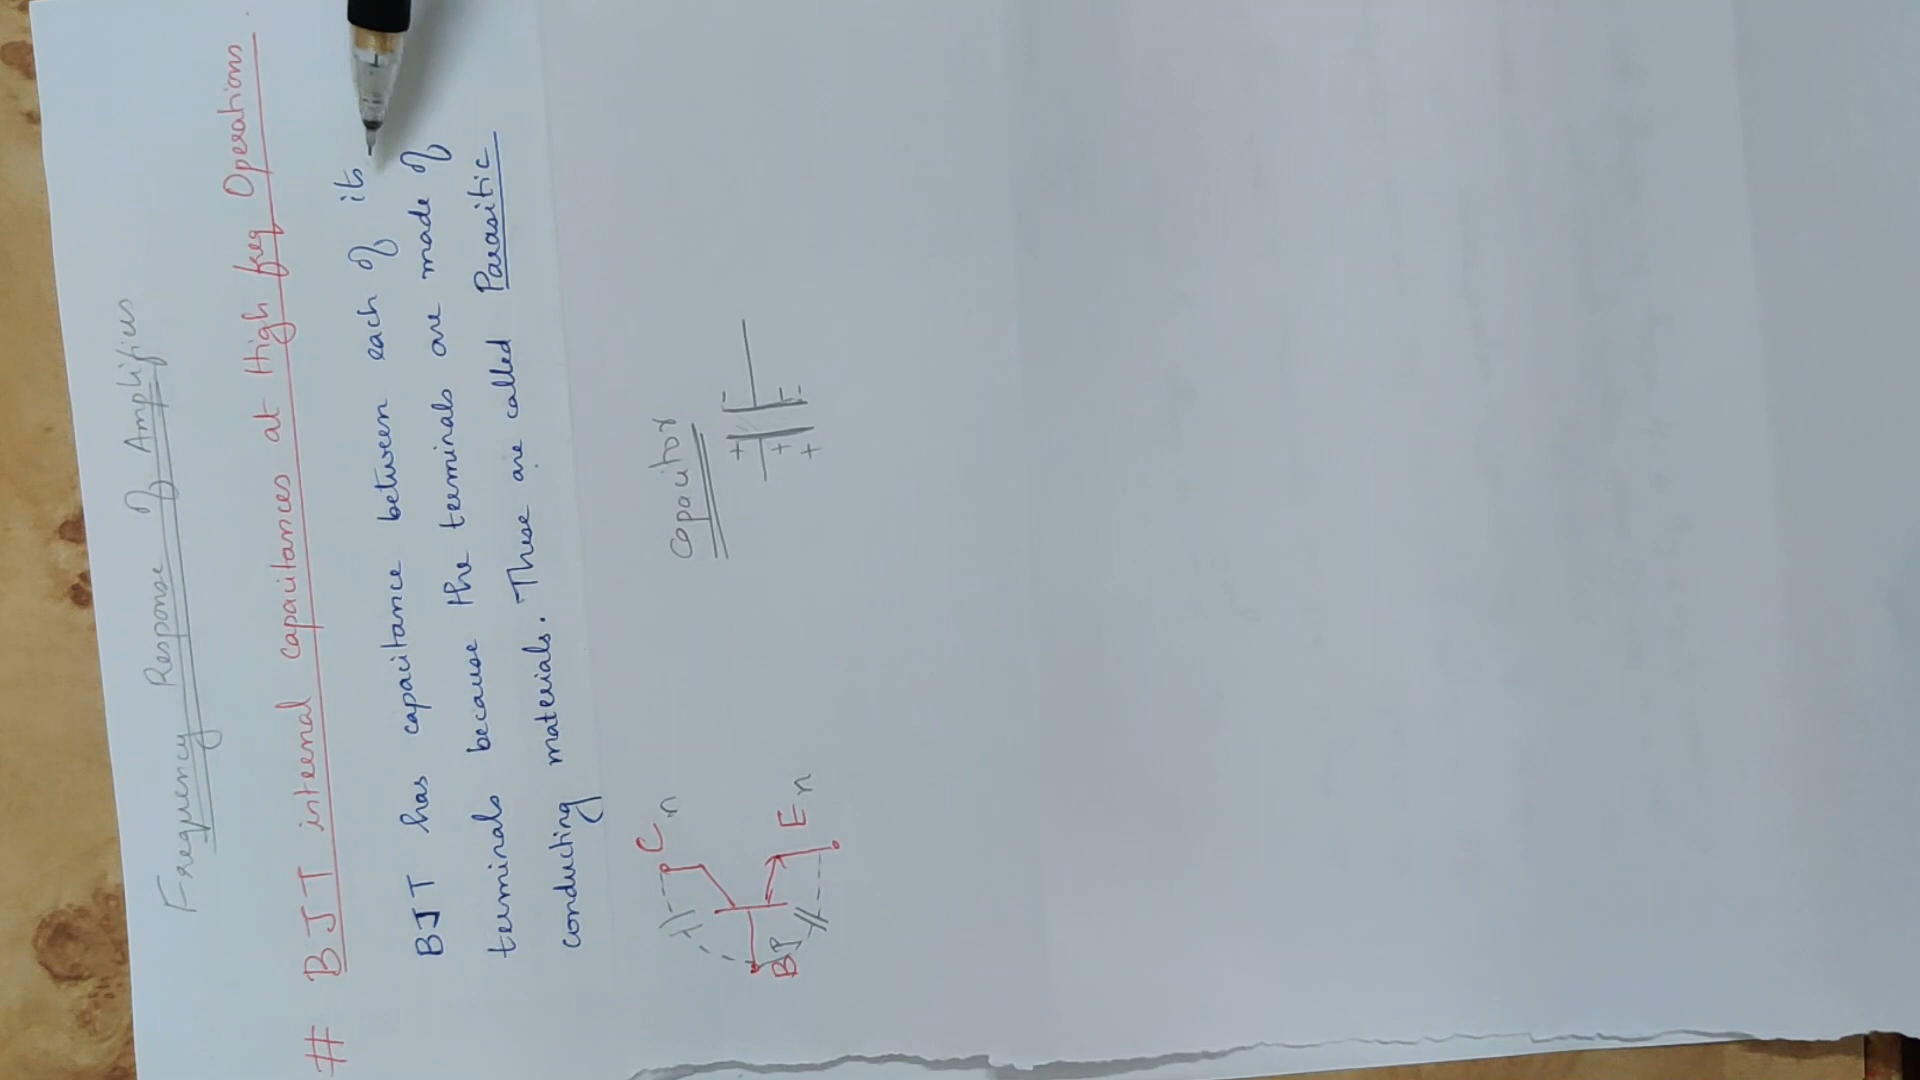 Frequency Response of Amplifiers
# BJT internal capacitances at High freq Operations.
BJT has capacitance between each of its
terminals because the terminals are made of
conducting materials. These are called Parasitic
Capacitor
C n
B P
E n
+ -
+ -
+ -